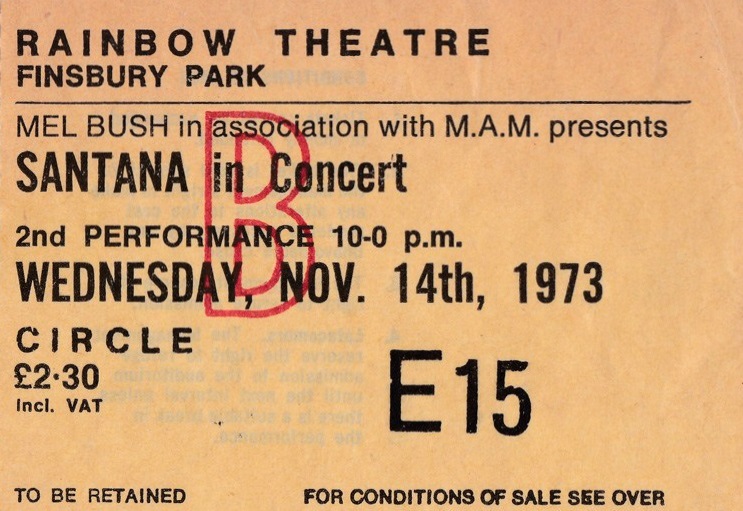 RAINBOW THEATRE
FINSBURY PARK
MEL BUSH in association with M.A.M. presents
SANTANA in Concert
B
2nd PERFORMANCE 10-0 p.m.
WEDNESDAY, NOV. 14th, 1973
CIRCLE
£2·30
Incl. VAT
E15
TO BE RETAINED
FOR CONDITIONS OF SALE SEE OVER